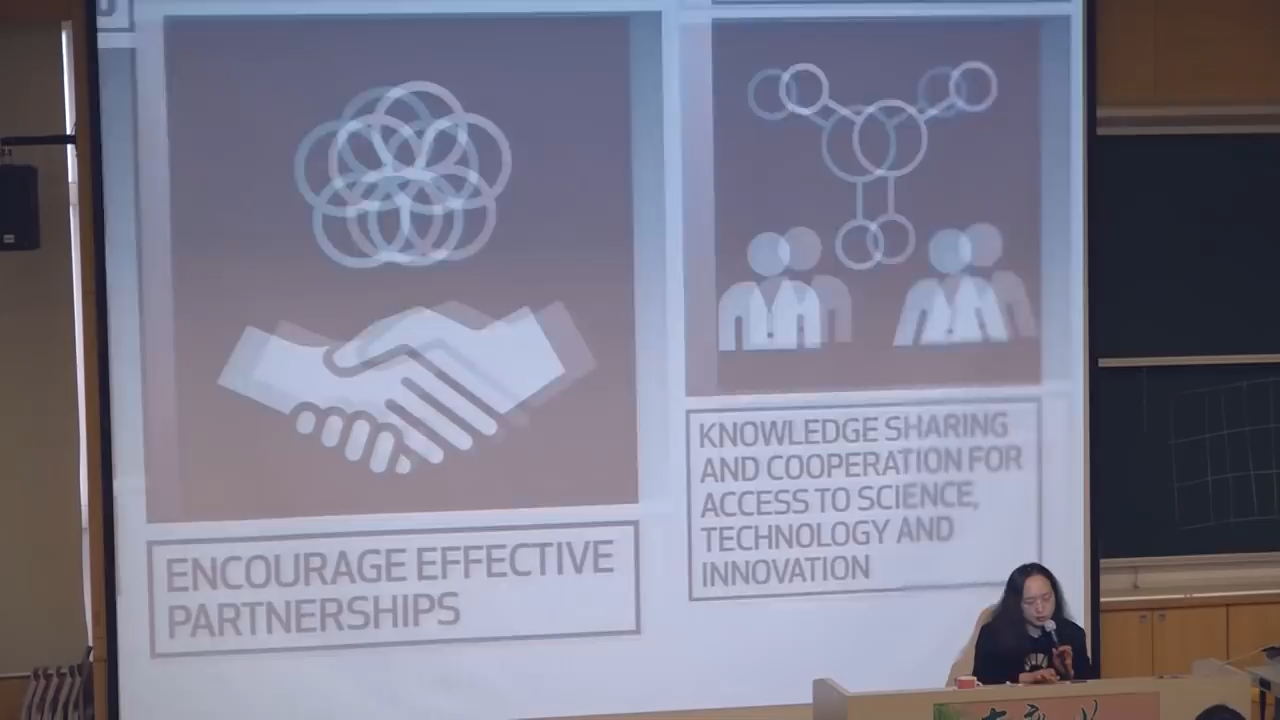 ENCOURAGE EFFECTIVE
PARTNERSHIPS
KNOWLEDGE SHARING
AND COOPERATION FOR
ACCESS TO SCIENCE,
TECHNOLOGY AND
INNOVATION